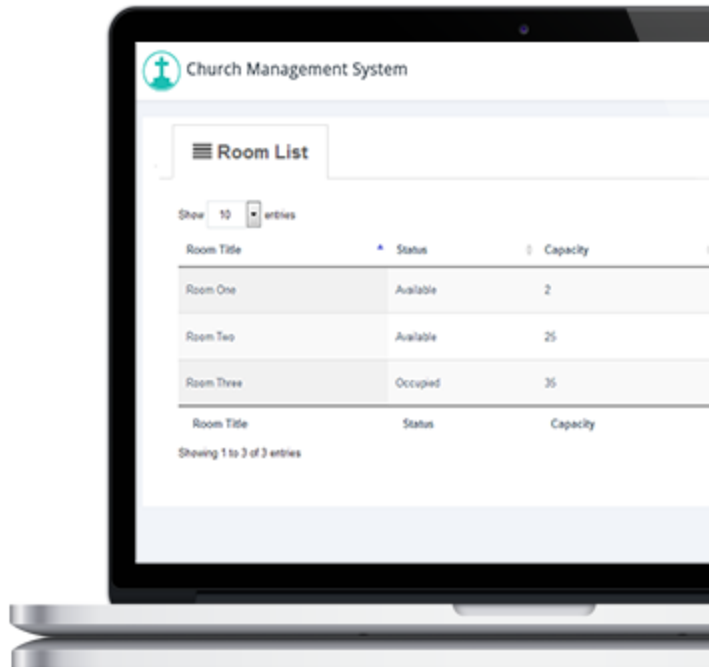 Church Management System
Room List
Show 10 entries
Room Title Status Capacity
Room One Available 2
Room Two Available 25
Room Three Occupied 35
Room Title Status Capacity
Showing 1 to 3 of 3 entries